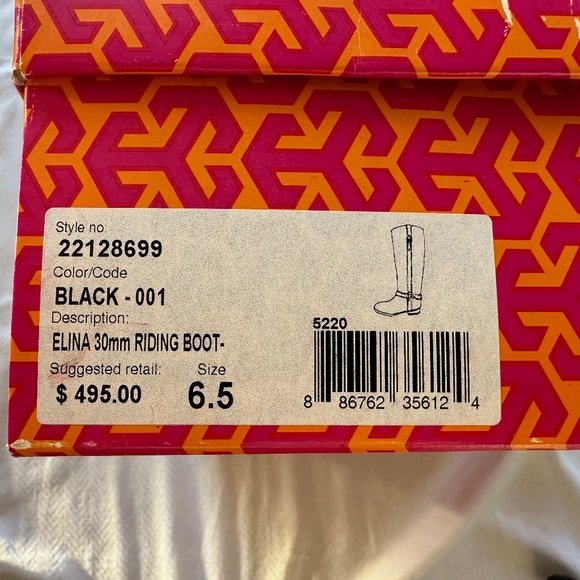 Style no:
22128699
Color/Code
BLACK - 001
Description:
ELINA 30mm RIDING BOOT-
Suggested retail: Size
$ 495.00 6.5
5220
8 86762 35612 4